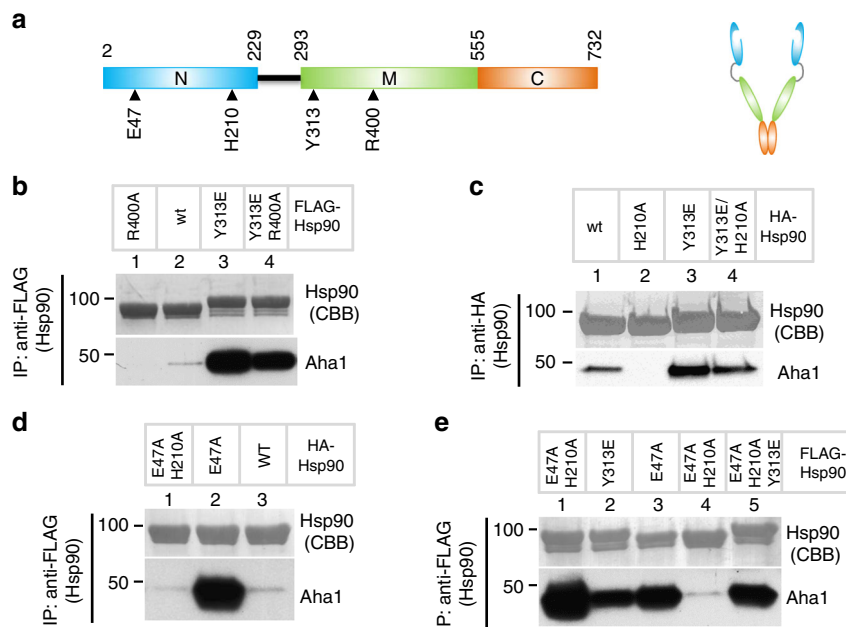 a
2 229 293 555 732
N M C
E47 H210 Y313 R400
b
R400A wt Y313E Y313E R400A FLAG-Hsp90
1 2 3 4
IP: anti-FLAG (Hsp90)
100 Hsp90 (CBB)
50 Aha1
c
wt H210A Y313E Y313E/H210A HA-Hsp90
1 2 3 4
IP: anti-HA (Hsp90)
100 Hsp90 (CBB)
50 Aha1
d
E47A H210A E47A WT HA-Hsp90
1 2 3
IP: anti-FLAG (Hsp90)
100 Hsp90 (CBB)
50 Aha1
e
E47A H210A Y313E E47A E47A H210A E47A H210A Y313E FLAG-Hsp90
1 2 3 4 5
P: anti-FLAG (Hsp90)
100 Hsp90 (CBB)
50 Aha1